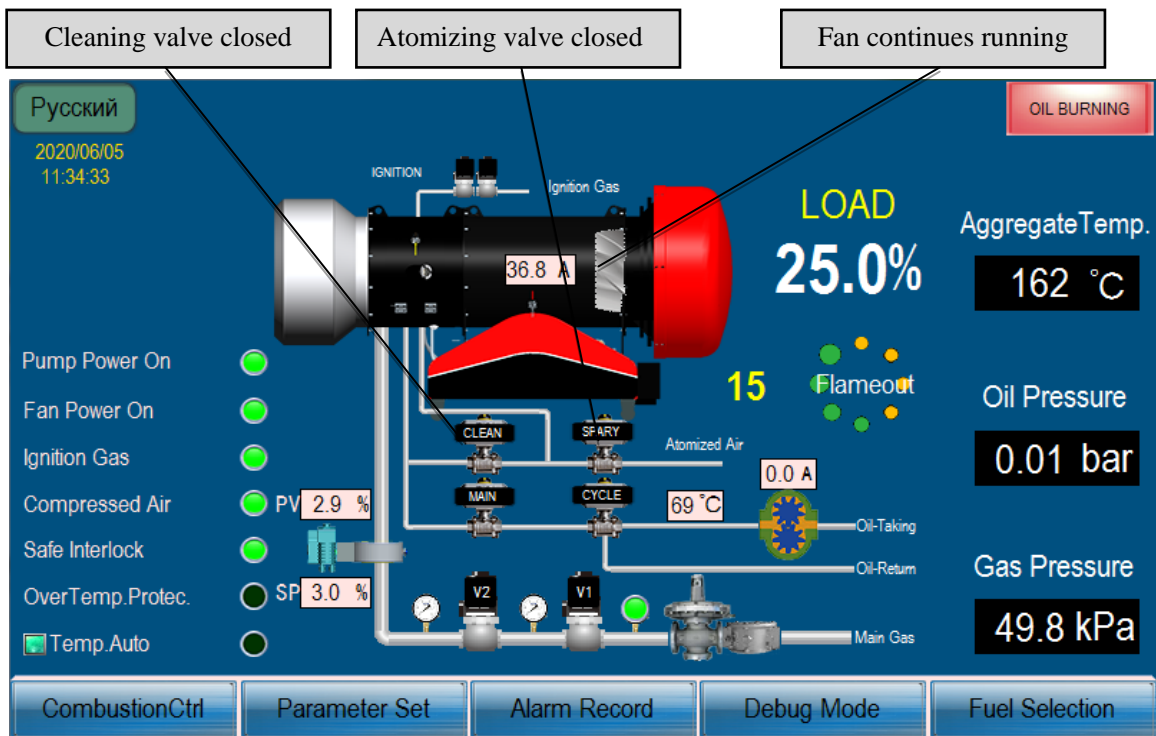 Cleaning valve closed
Atomizing valve closed
Fan continues running
Русский
OIL BURNING
2020/06/05
11:34:33
IGNITION
Ignition Gas
LOAD
25.0%
AggregateTemp.
162 °C
36.8 A
Pump Power On
Fan Power On
Ignition Gas
Compressed Air
Safe Interlock
OverTemp.Protec.
Temp.Auto
15
Flameout
Oil Pressure
0.01 bar
CLEAN
SPARY
Atomized Air
0.0 A
MAIN
CYCLE
69 °C
PV 2.9 %
Oil-Taking
SP 3.0 %
Oil-Return
Gas Pressure
49.8 kPa
V2
V1
Main Gas
CombustionCtrl
Parameter Set
Alarm Record
Debug Mode
Fuel Selection